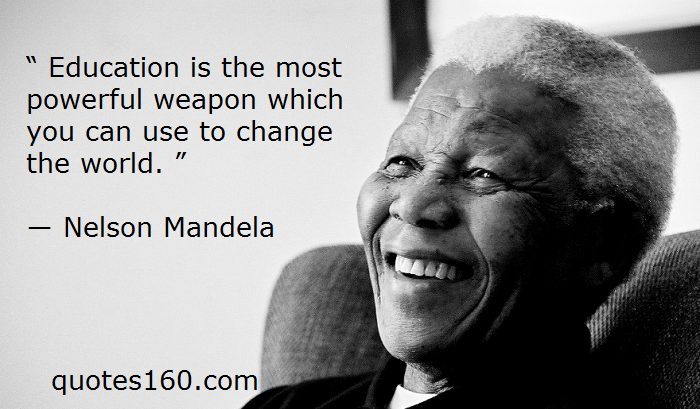 “ Education is the most
powerful weapon which
you can use to change
the world. ”
— Nelson Mandela
quotes160.com